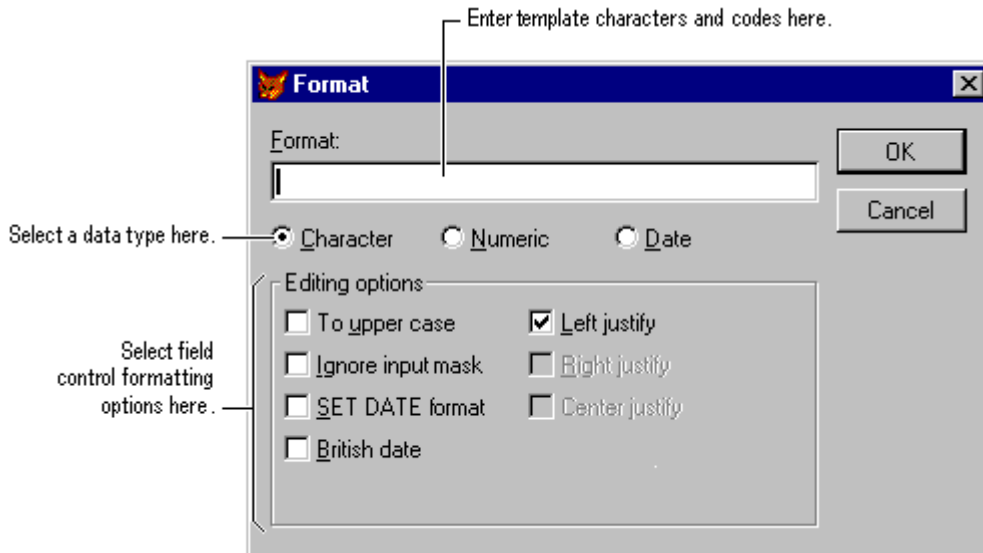 Enter template characters and codes here.
Format
Format:
OK
Cancel
Select a data type here.
Character
Numeric
Date
Editing options
To upper case
Left justify
Select field
control formatting
options here.
Ignore input mask
Right justify
SET DATE format
Center justify
British date